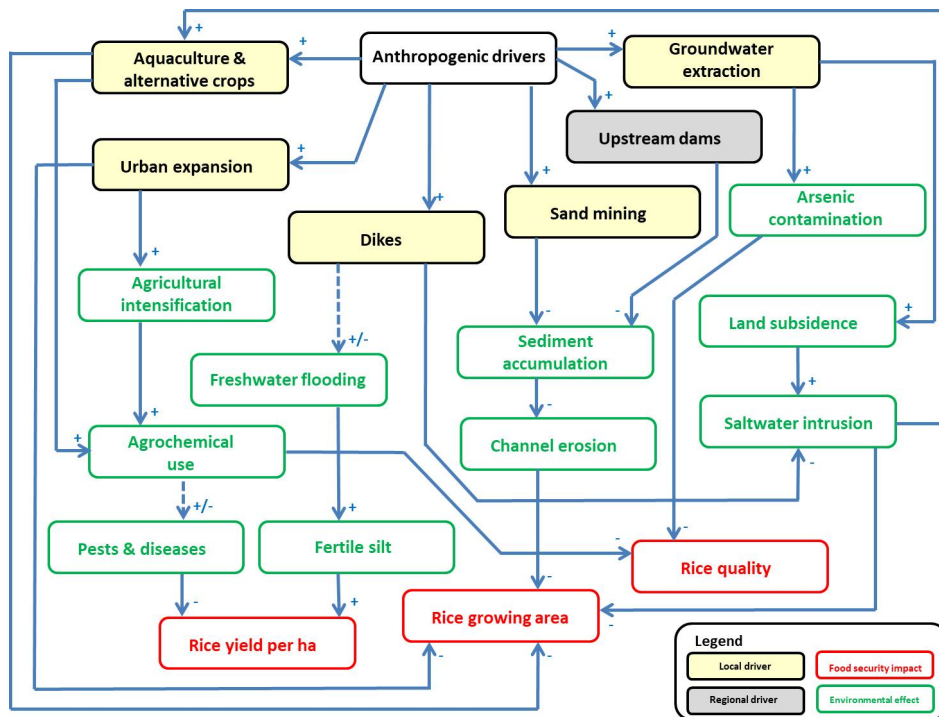 +
Aquaculture &
alternative crops
+
Anthropogenic drivers
+
Groundwater
extraction
+
Upstream dams
Urban expansion
+
+
+
+
Arsenic
contamination
Dikes
Sand mining
+
Agricultural
intensification
+/-
-
-
+
Land subsidence
Sediment
accumulation
Freshwater flooding
+
-
+
+
Agrochemical
use
Channel erosion
Saltwater intrusion
-
+/-
+
-
Pests & diseases
Fertile silt
-
Rice quality
-
-
+
Rice yield per ha
Rice growing area
-
-
-
Legend
Local driver
Food security impact
Regional driver
Environmental effect